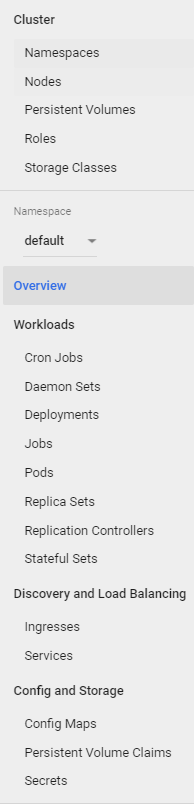 Cluster
Namespaces
Nodes
Persistent Volumes
Roles
Storage Classes
Namespace
default
Overview
Workloads
Cron Jobs
Daemon Sets
Deployments
Jobs
Pods
Replica Sets
Replication Controllers
Stateful Sets
Discovery and Load Balancing
Ingresses
Services
Config and Storage
Config Maps
Persistent Volume Claims
Secrets